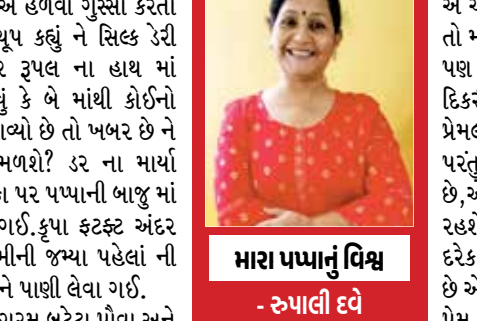 એ હળવા ગુસ્સા કરતા
યૂપ કહ્યું ને સિલ્ક ડેરી
ર રૂપલ ના હાથ માં
યું કે બે માંથી કોઈનો
ાવ્યો છે તો ખબર છે ને
મળશે? ડર ના માર્યા
ા પર પપ્પાની બાજુ માં
ગઈ.કૃપા ફટફટ અંદર
મીની જમ્યા પહેલાં ની
ને પાણી લેવા ગઈ.
મારા પપ્પાનું વિશ્વ
- રુપાલી દવે
તો મ
પણ
દિકરી
પ્રેમલ
પરંતુ
છે,અ
રહશે
દરેક
છે એ